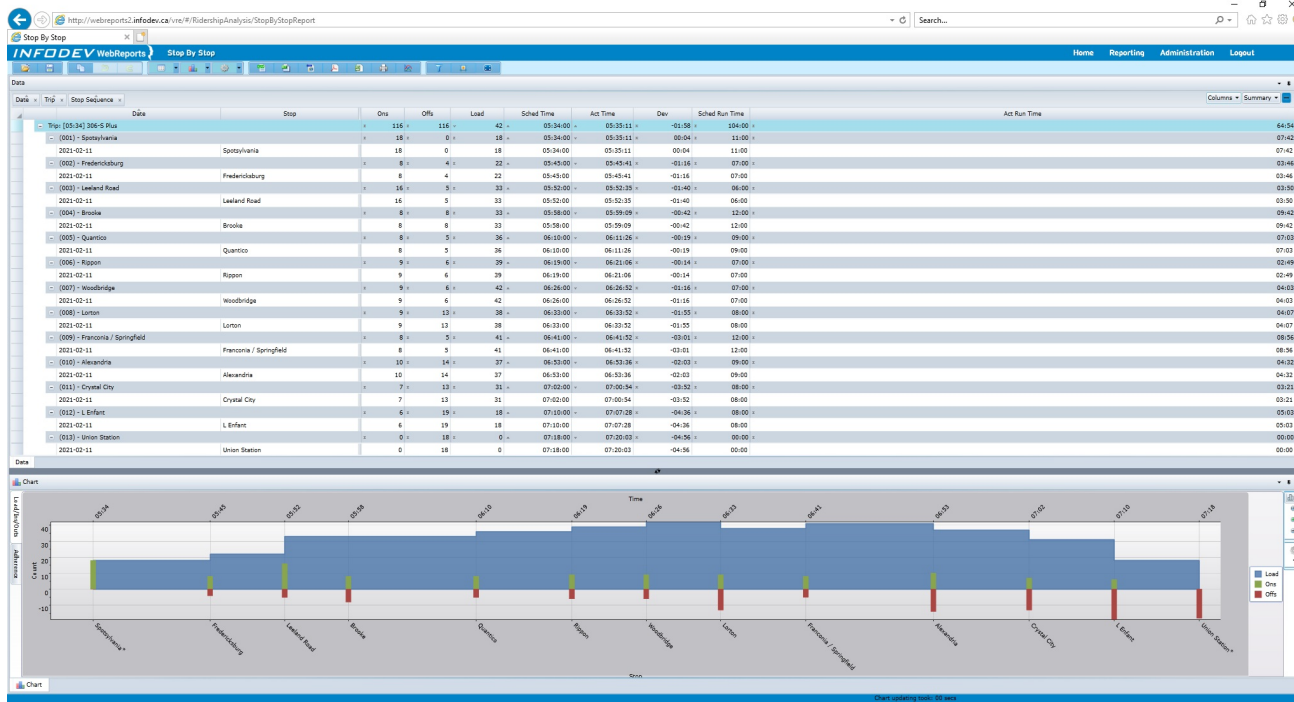 http://webreports2.infodev.ca/vre/#/RidershipAnalysis/StopByStopReport
Search...
Stop By Stop
INFODEV WebReports Stop By Stop
Home Reporting Administration Logout
Data
Date Trip Stop Sequence
Columns Summary
Date Stop Ons Offs Load Sched Time Act Time Dev Sched Run Time Act Run Time
Trip: [05:34] 306-S Plus 116 116 42 05:34:00 05:35:11 -01:58 104:00 64:54
(001) - Spotsylvania 18 0 18 05:34:00 05:35:11 00:04 11:00 07:42
2021-02-11 Spotsylvania 18 0 18 05:34:00 05:35:11 00:04 11:00 07:42
(002) - Fredericksburg 8 4 22 05:45:00 05:45:41 -01:16 07:00 03:46
2021-02-11 Fredericksburg 8 4 22 05:45:00 05:45:41 -01:16 07:00 03:46
(003) - Leeland Road 16 5 33 05:52:00 05:52:35 -01:40 06:00 03:50
2021-02-11 Leeland Road 16 5 33 05:52:00 05:52:35 -01:40 06:00 03:50
(004) - Brooke 8 8 33 05:58:00 05:59:09 -00:42 12:00 09:42
2021-02-11 Brooke 8 8 33 05:58:00 05:59:09 -00:42 12:00 09:42
(005) - Quantico 8 5 36 06:10:00 06:11:26 -00:19 09:00 07:03
2021-02-11 Quantico 8 5 36 06:10:00 06:11:26 -00:19 09:00 07:03
(006) - Rippon 9 6 39 06:19:00 06:21:06 -00:14 07:00 02:49
2021-02-11 Rippon 9 6 39 06:19:00 06:21:06 -00:14 07:00 02:49
(007) - Woodbridge 9 6 42 06:26:00 06:26:52 -01:16 07:00 04:03
2021-02-11 Woodbridge 9 6 42 06:26:00 06:26:52 -01:16 07:00 04:03
(008) - Lorton 9 13 38 06:33:00 06:33:52 -01:55 08:00 04:07
2021-02-11 Lorton 9 13 38 06:33:00 06:33:52 -01:55 08:00 04:07
(009) - Franconia / Springfield 8 5 41 06:41:00 06:41:52 -03:01 12:00 08:56
2021-02-11 Franconia / Springfield 8 5 41 06:41:00 06:41:52 -03:01 12:00 08:56
(010) - Alexandria 10 14 37 06:53:00 06:53:36 -02:03 09:00 04:32
2021-02-11 Alexandria 10 14 37 06:53:00 06:53:36 -02:03 09:00 04:32
(011) - Crystal City 7 13 31 07:02:00 07:00:54 -03:52 08:00 03:21
2021-02-11 Crystal City 7 13 31 07:02:00 07:00:54 -03:52 08:00 03:21
(012) - L Enfant 6 19 18 07:10:00 07:07:28 -04:36 08:00 05:03
2021-02-11 L Enfant 6 19 18 07:10:00 07:07:28 -04:36 08:00 05:03
(013) - Union Station 0 18 0 07:18:00 07:20:03 -04:56 00:00 00:00
2021-02-11 Union Station 0 18 0 07:18:00 07:20:03 -04:56 00:00 00:00
Data
Chart
Time
05:34 05:45 05:52 05:58 06:10 06:19 06:26 06:33 06:41 06:53 07:02 07:10 07:18
Load/Ins/Outs
Adherence...
Count
40
30
20
10
0
-10
Load
Ons
Offs
Spotsylvania* Fredericksburg Leeland Road Brooke Quantico Rippon Woodbridge Lorton Franconia / Springfield Alexandria Crystal City L Enfant Union Station*
Stop
Chart
Chart updating took: 00 secs